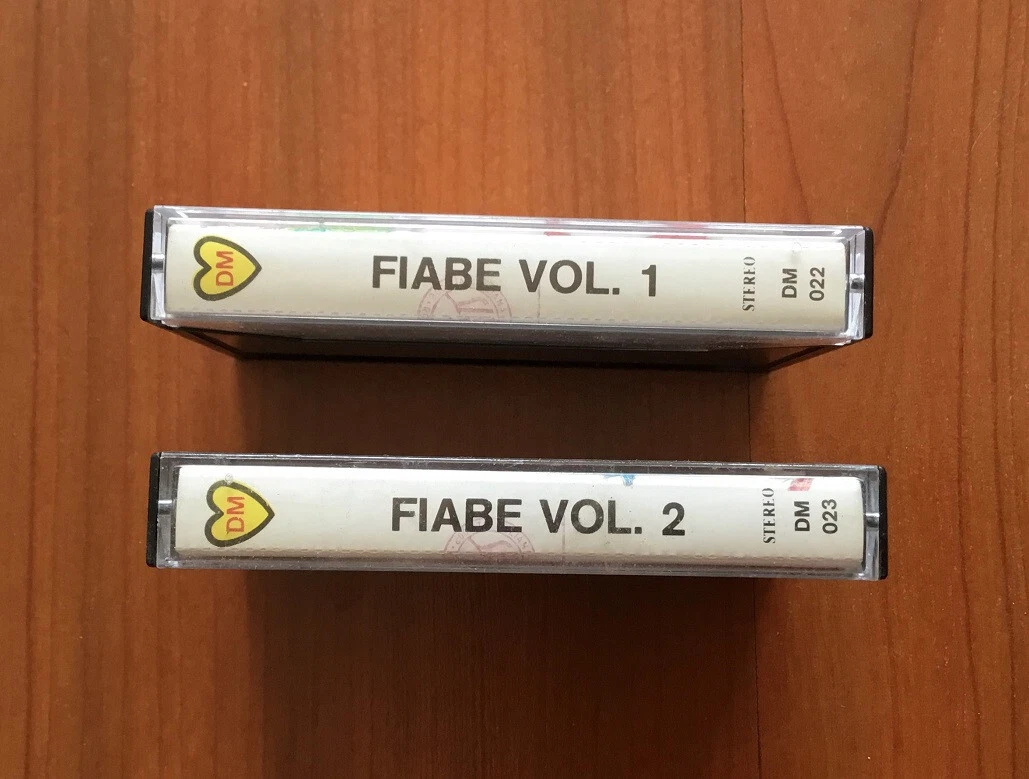 DM
FIABE VOL. 1
STEREO
DM
022
DM
FIABE VOL. 2
STEREO
DM
023